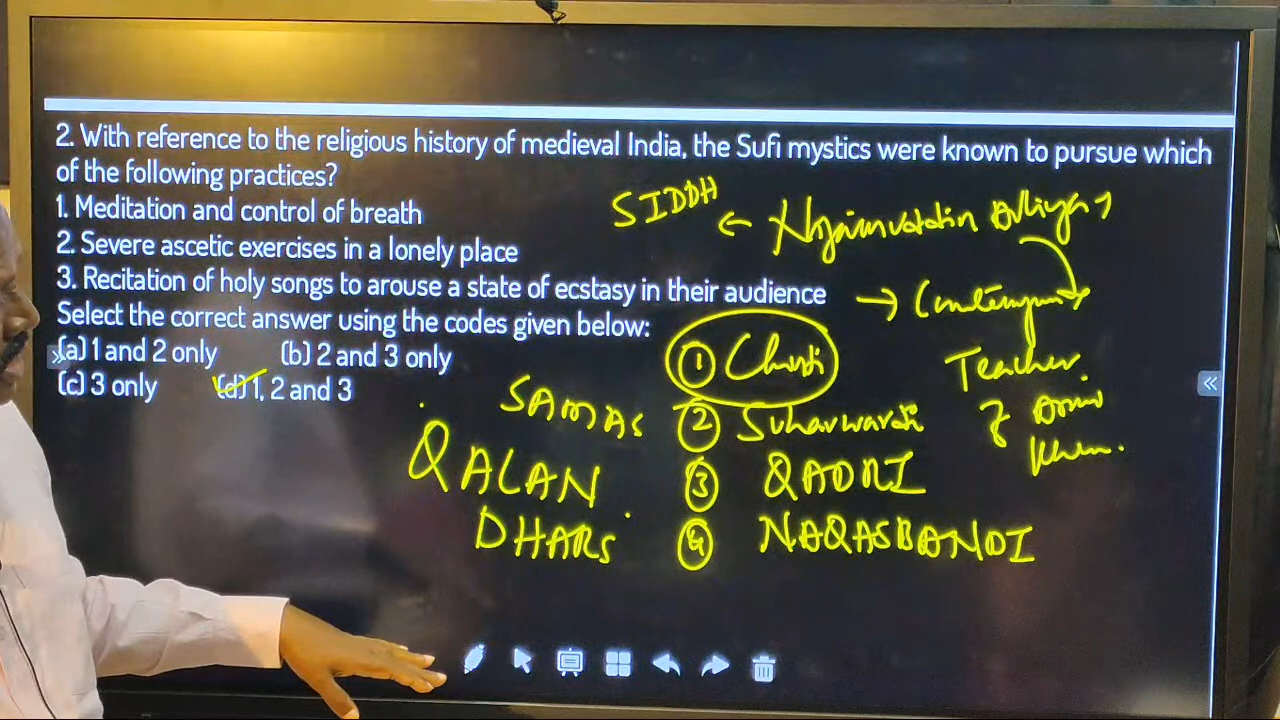 2. With reference to the religious history of medieval India, the Sufi mystics were known to pursue which
of the following practices?
1. Meditation and control of breath
2. Severe ascetic exercises in a lonely place
3. Recitation of holy songs to arouse a state of ecstasy in their audience
Select the correct answer using the codes given below:
(a) 1 and 2 only (b) 2 and 3 only
(c) 3 only (d) 1, 2 and 3
SIDDH ←
→
① Chisti
Teacher
SAMAS ② Suharwardi
QALAN ③ QADRI
DHARS ④ NAQASBANDI